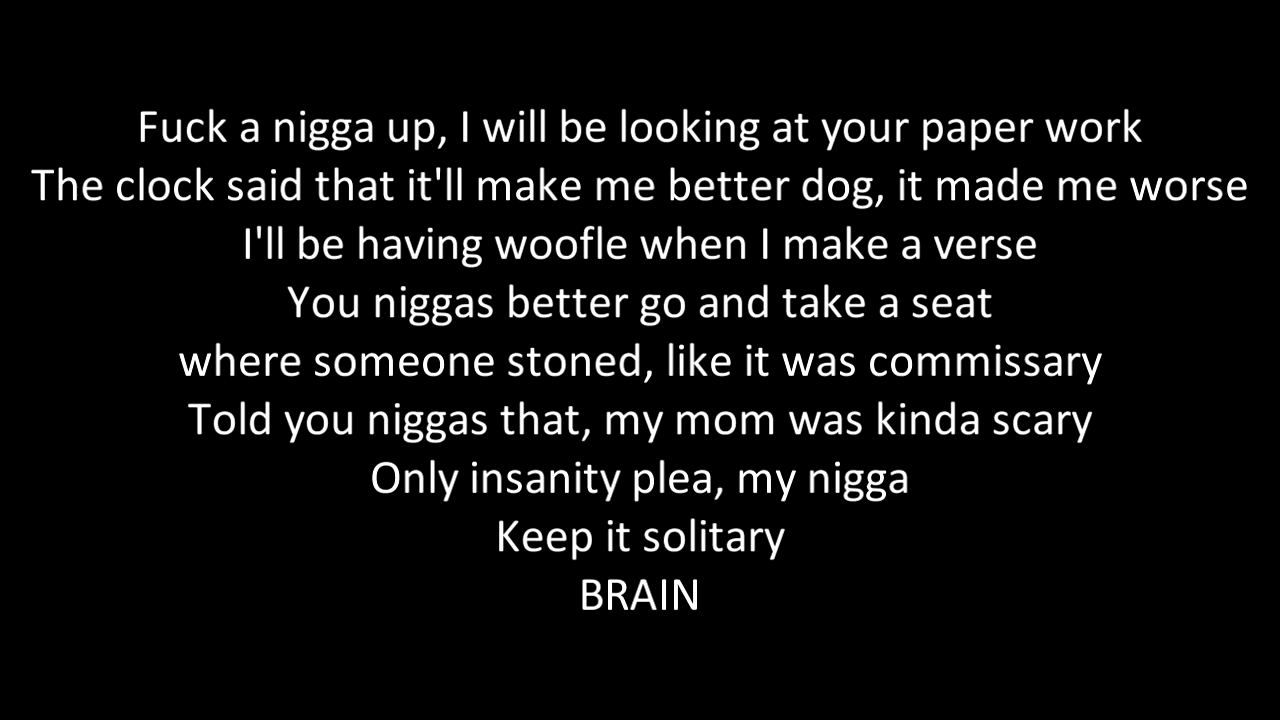 Fuck a nigga up, I will be looking at your paper work
The clock said that it'll make me better dog, it made me worse
I'll be having woofle when I make a verse
You niggas better go and take a seat
where someone stoned, like it was commissary
Told you niggas that, my mom was kinda scary
Only insanity plea, my nigga
Keep it solitary
BRAIN